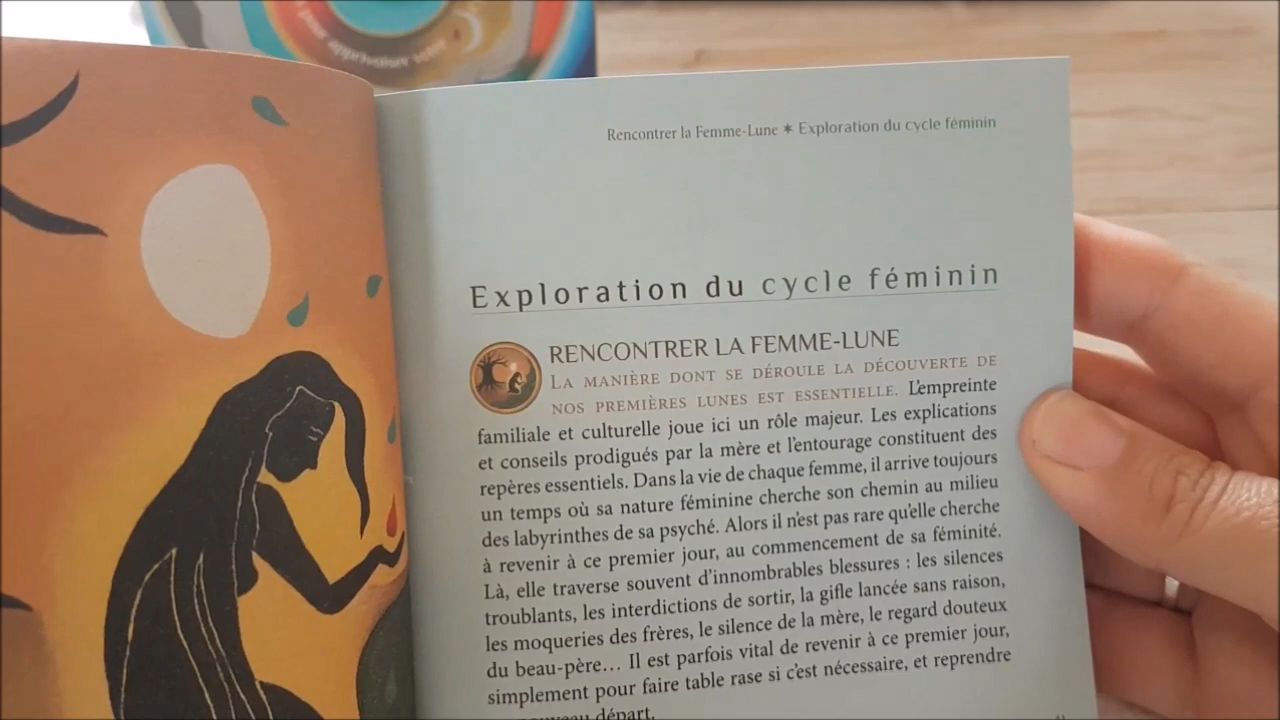 pour apprivoiser votre
Rencontrer la Femme-Lune ✶ Exploration du cycle féminin
Exploration du cycle féminin
RENCONTRER LA FEMME-LUNE
LA MANIÈRE DONT SE DÉROULE LA DÉCOUVERTE DE
NOS PREMIÈRES LUNES EST ESSENTIELLE. L'empreinte
familiale et culturelle joue ici un rôle majeur. Les explications
et conseils prodigués par la mère et l'entourage constituent des
repères essentiels. Dans la vie de chaque femme, il arrive toujours
un temps où sa nature féminine cherche son chemin au milieu
des labyrinthes de sa psyché. Alors il n'est pas rare qu'elle cherche
à revenir à ce premier jour, au commencement de sa féminité.
Là, elle traverse souvent d'innombrables blessures : les silences
troublants, les interdictions de sortir, la gifle lancée sans raison,
les moqueries des frères, le silence de la mère, le regard douteux
du beau-père… Il est parfois vital de revenir à ce premier jour,
simplement pour faire table rase si c'est nécessaire, et reprendre
départ.